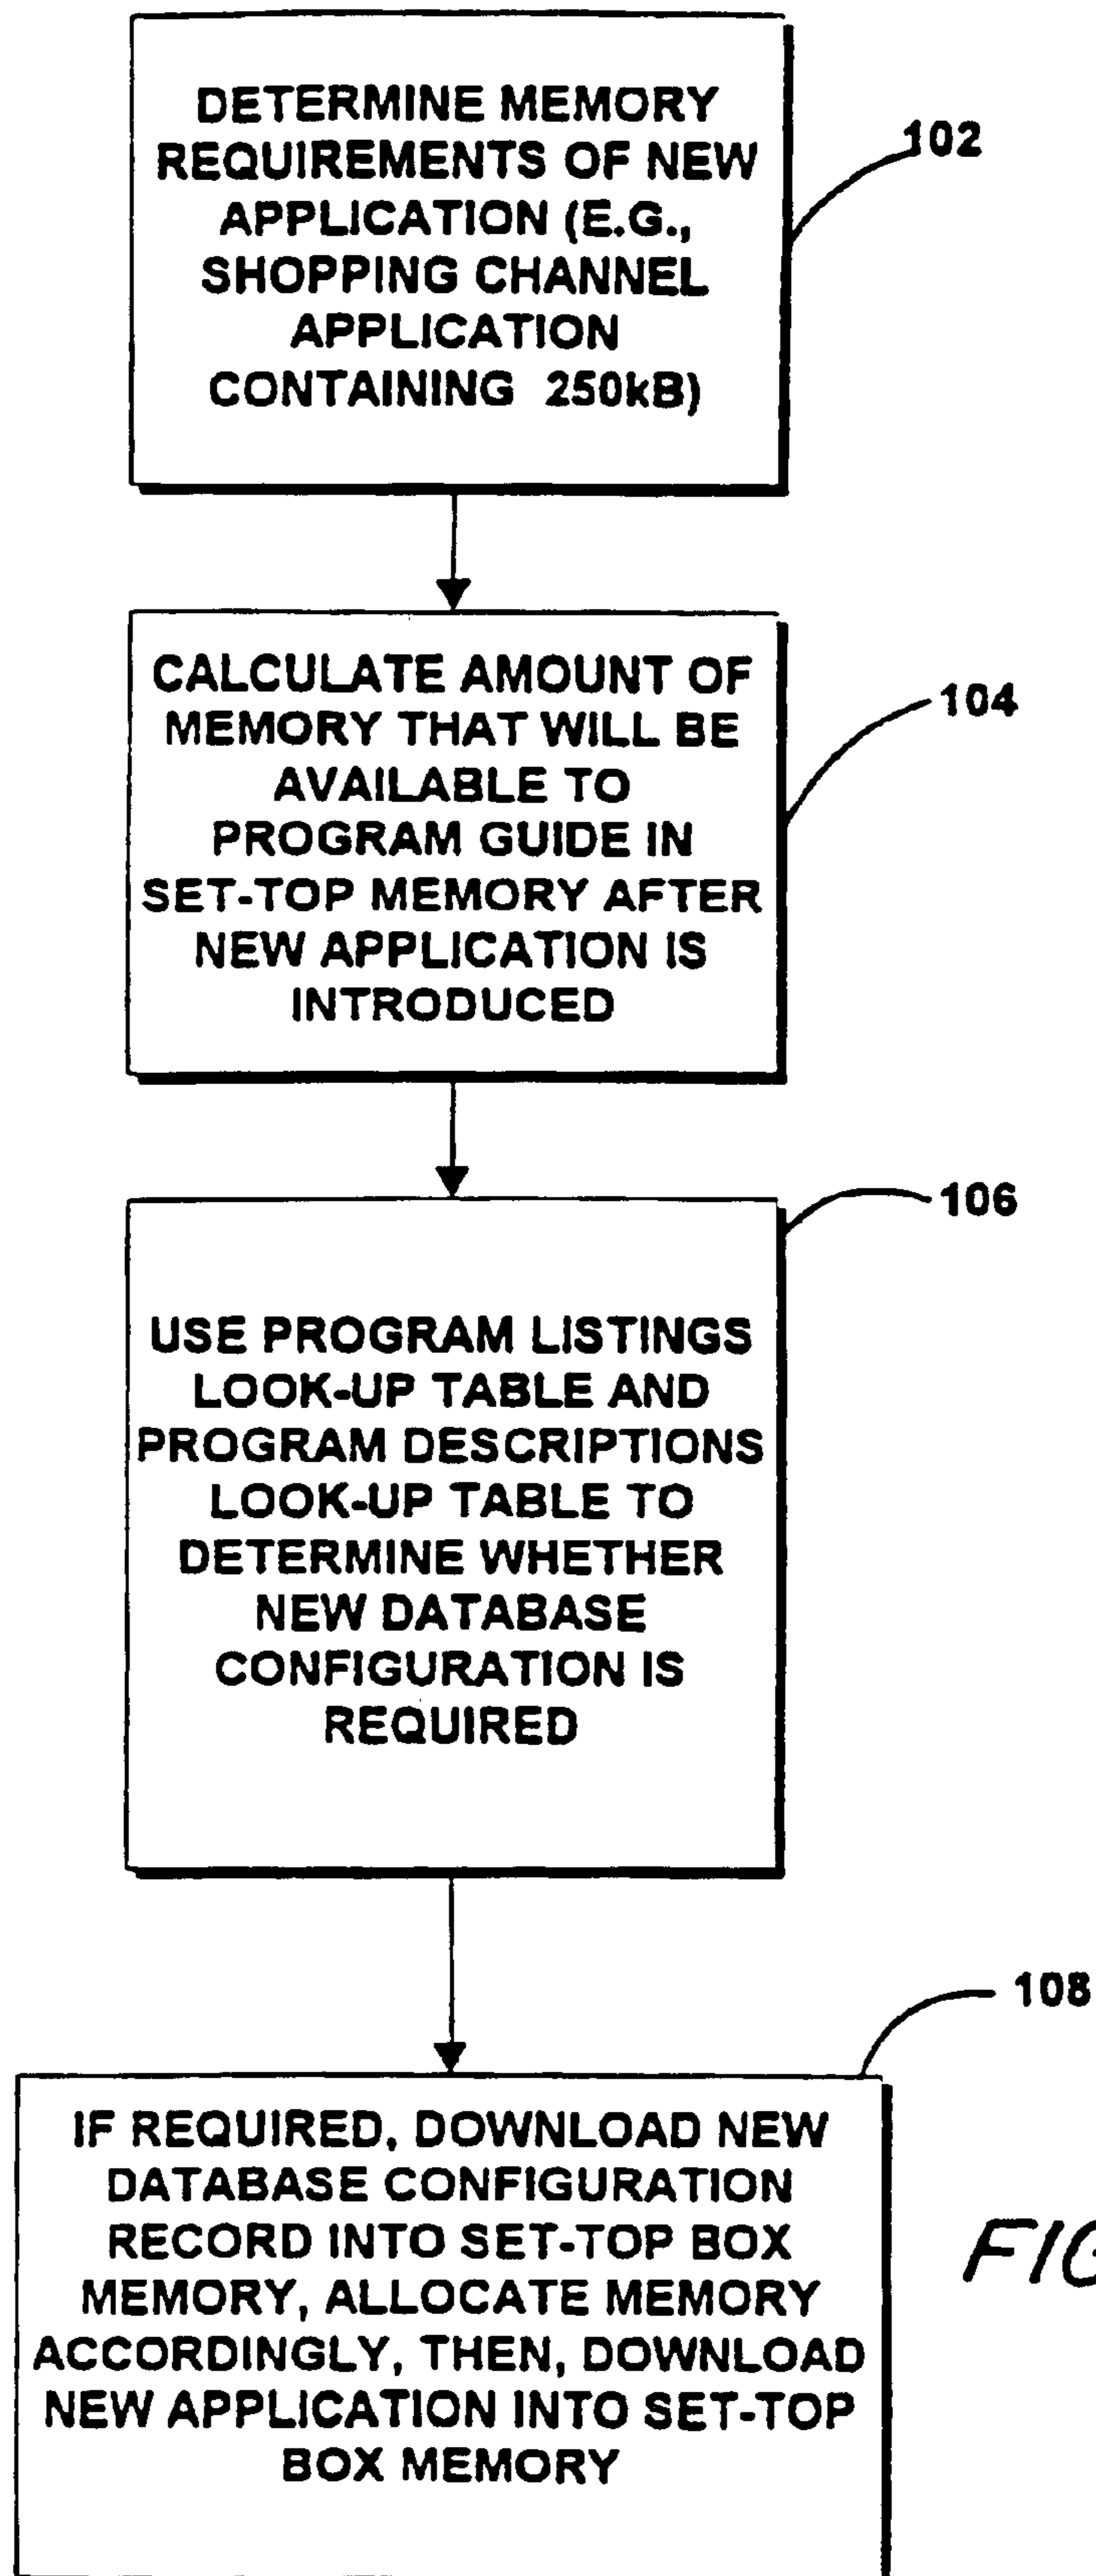 DETERMINE MEMORY
REQUIREMENTS OF NEW
APPLICATION (E.G.,
SHOPPING CHANNEL
APPLICATION
CONTAINING 250kB)
102
CALCULATE AMOUNT OF
MEMORY THAT WILL BE
AVAILABLE TO
PROGRAM GUIDE IN
SET-TOP MEMORY AFTER
NEW APPLICATION IS
INTRODUCED
104
106
USE PROGRAM LISTINGS
LOOK-UP TABLE AND
PROGRAM DESCRIPTIONS
LOOK-UP TABLE TO
DETERMINE WHETHER
NEW DATABASE
CONFIGURATION IS
REQUIRED
108
IF REQUIRED, DOWNLOAD NEW
DATABASE CONFIGURATION
RECORD INTO SET-TOP BOX
MEMORY, ALLOCATE MEMORY
ACCORDINGLY, THEN, DOWNLOAD
NEW APPLICATION INTO SET-TOP
BOX MEMORY
FIG